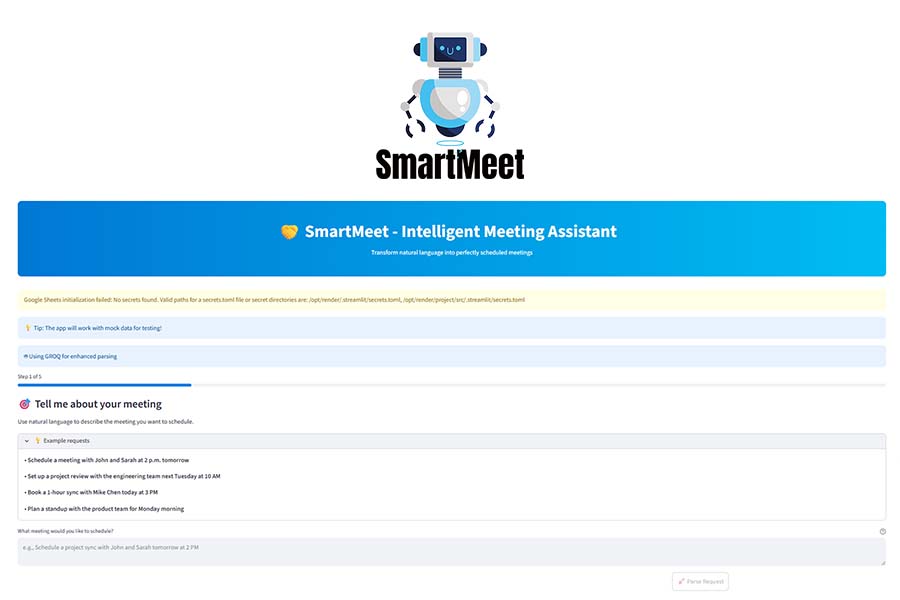 SmartMeet
🤝 SmartMeet - Intelligent Meeting Assistant
Transform natural language into perfectly scheduled meetings
Google Sheets initialization failed: No secrets found. Valid paths for a secrets.toml file or secret directories are: /opt/render/.streamlit/secrets.toml, /opt/render/project/src/.streamlit/secrets.toml
💡 Tip: The app will work with mock data for testing!
Using GROQ for enhanced parsing
Step 1 of 5
🎯 Tell me about your meeting
Use natural language to describe the meeting you want to schedule.
💡 Example requests
• Schedule a meeting with John and Sarah at 2 p.m. tomorrow
• Set up a project review with the engineering team next Tuesday at 10 AM
• Book a 1-hour sync with Mike Chen today at 3 PM
• Plan a standup with the product team for Monday morning
What meeting would you like to schedule?
e.g., Schedule a project sync with John and Sarah tomorrow at 2 PM
🚀 Parse Request